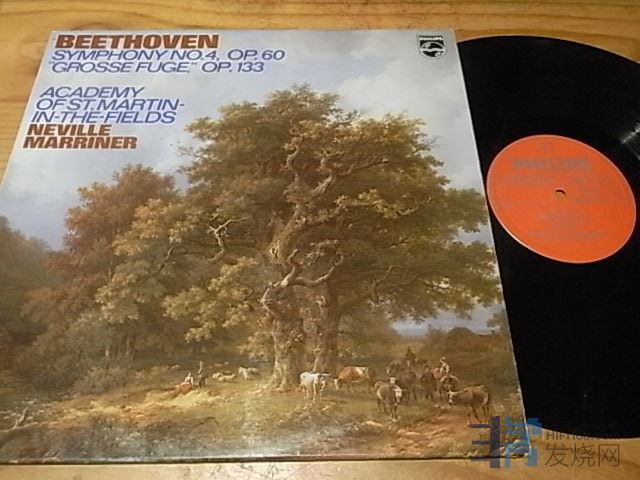 BEETHOVEN
SYMPHONY NO.4, OP.60
"GROSSE FUGE," OP.133
PHILIPS
ACADEMY
OF ST. MARTIN-
IN-THE-FIELDS
NEVILLE
MARRINER
PHILIPS
发烧网